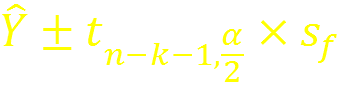 Ŷ ± t_{n−k−1, α/2} × s_f